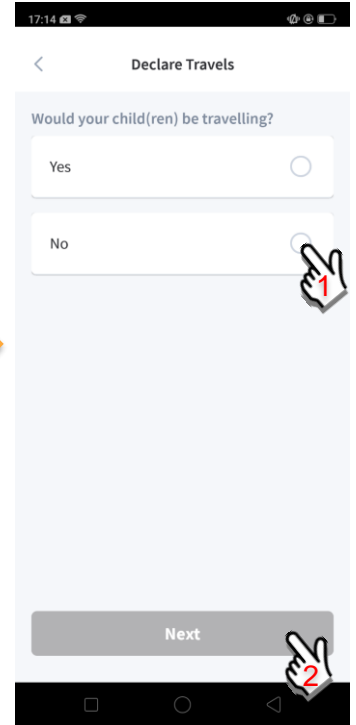 17:14
Declare Travels
Would your child(ren) be travelling?
Yes
No
1
Next
2